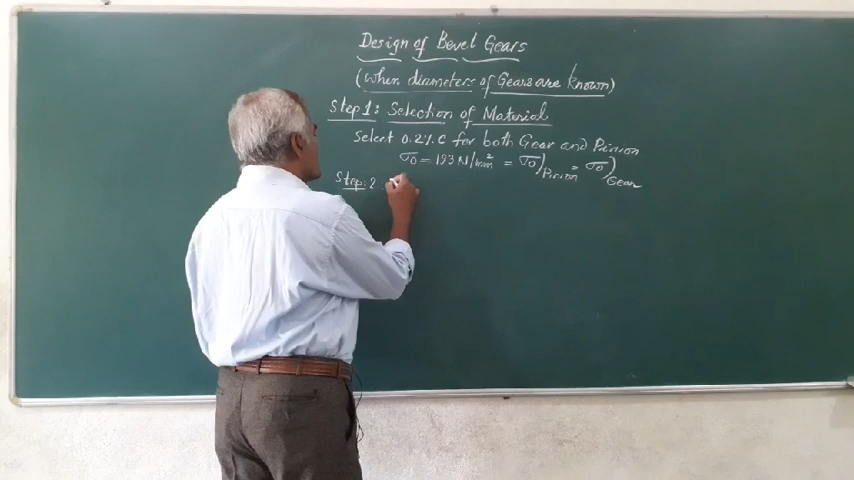 Design of Bevel Gears
(when diameters of Gears are known)
Step 1: Selection of Material
Select 0.2% C for both Gear and Pinion
σo = 193 N/mm² = σo)Pinion = σo)Gear
Step: 2: